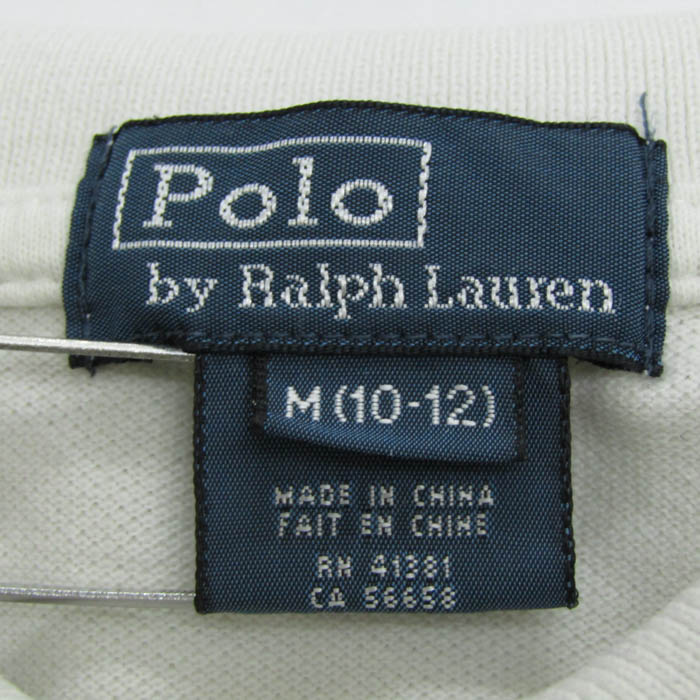 Polo
by Ralph Lauren
M (10-12)
MADE IN CHINA
FAIT EN CHINE
RN 41381
CA 56658